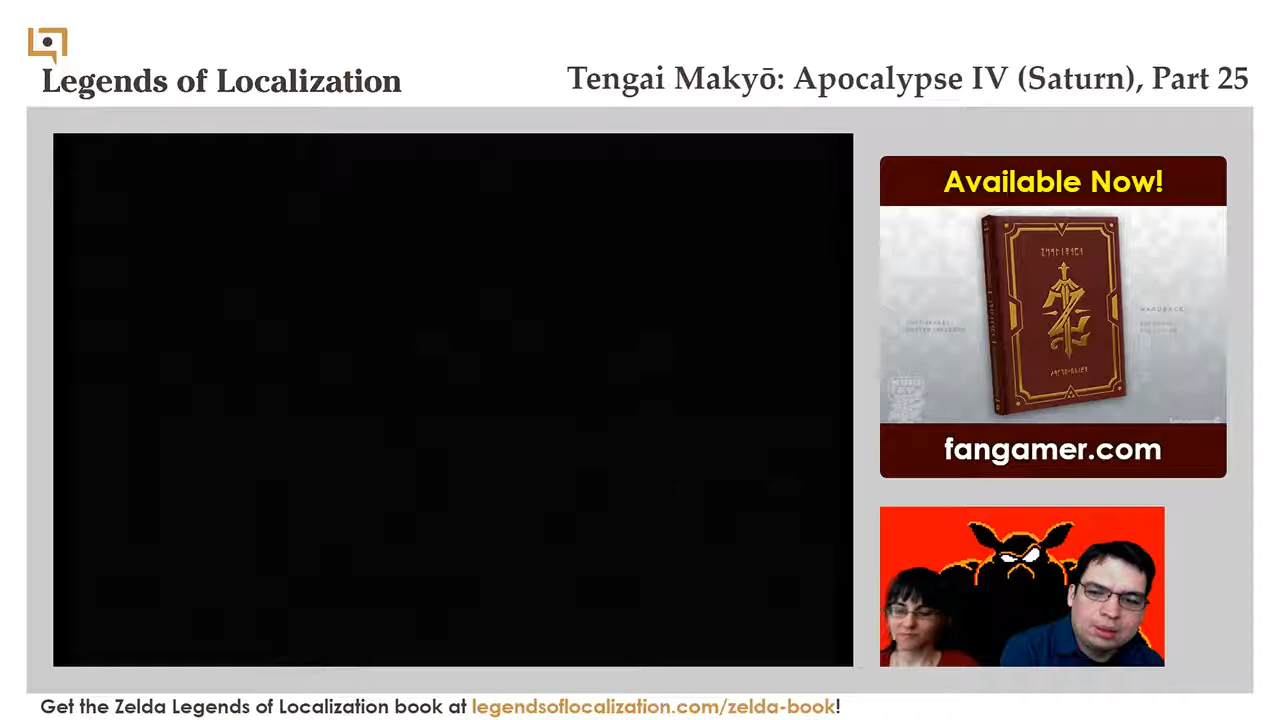 Legends of Localization
Tengai Makyō: Apocalypse IV (Saturn), Part 25
Available Now!
HARDBACK
fangamer.com
Get the Zelda Legends of Localization book at legendsoflocalization.com/zelda-book!